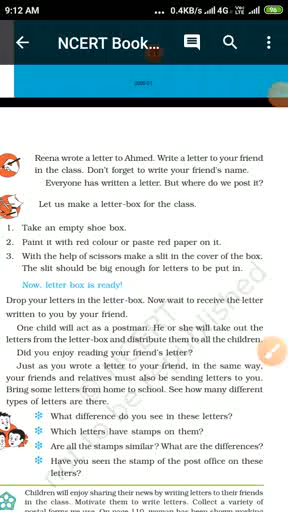 9:12 AM ... 0.4KB/s 4G Vo) LTE 96
NCERT Book...
Reena wrote a letter to Ahmed. Write a letter to your friend
in the class. Don't forget to write your friend's name.
Everyone has written a letter. But where do we post it?
Let us make a letter-box for the class.
1. Take an empty shoe box.
2. Paint it with red colour or paste red paper on it.
3. With the help of scissors make a slit in the cover of the box.
The slit should be big enough for letters to be put in.
Now, letter box is ready!
Drop your letters in the letter-box. Now wait to receive the letter
written to you by your friend.
One child will act as a postman. He or she will take out the
letters from the letter-box and distribute them to all the children.
Did you enjoy reading your friend's letter?
Just as you wrote a letter to your friend, in the same way,
your friends and relatives must also be sending letters to you.
Bring some letters from home to school. See how many different
types of letters are there.
What difference do you see in these letters?
Which letters have stamps on them?
Are all the stamps similar? What are the differences?
Have you seen the stamp of the post office on these
letters?
Children will enjoy sharing their news by writing letters to their friends
in the class. Motivate them to write letters. Collect a variety of